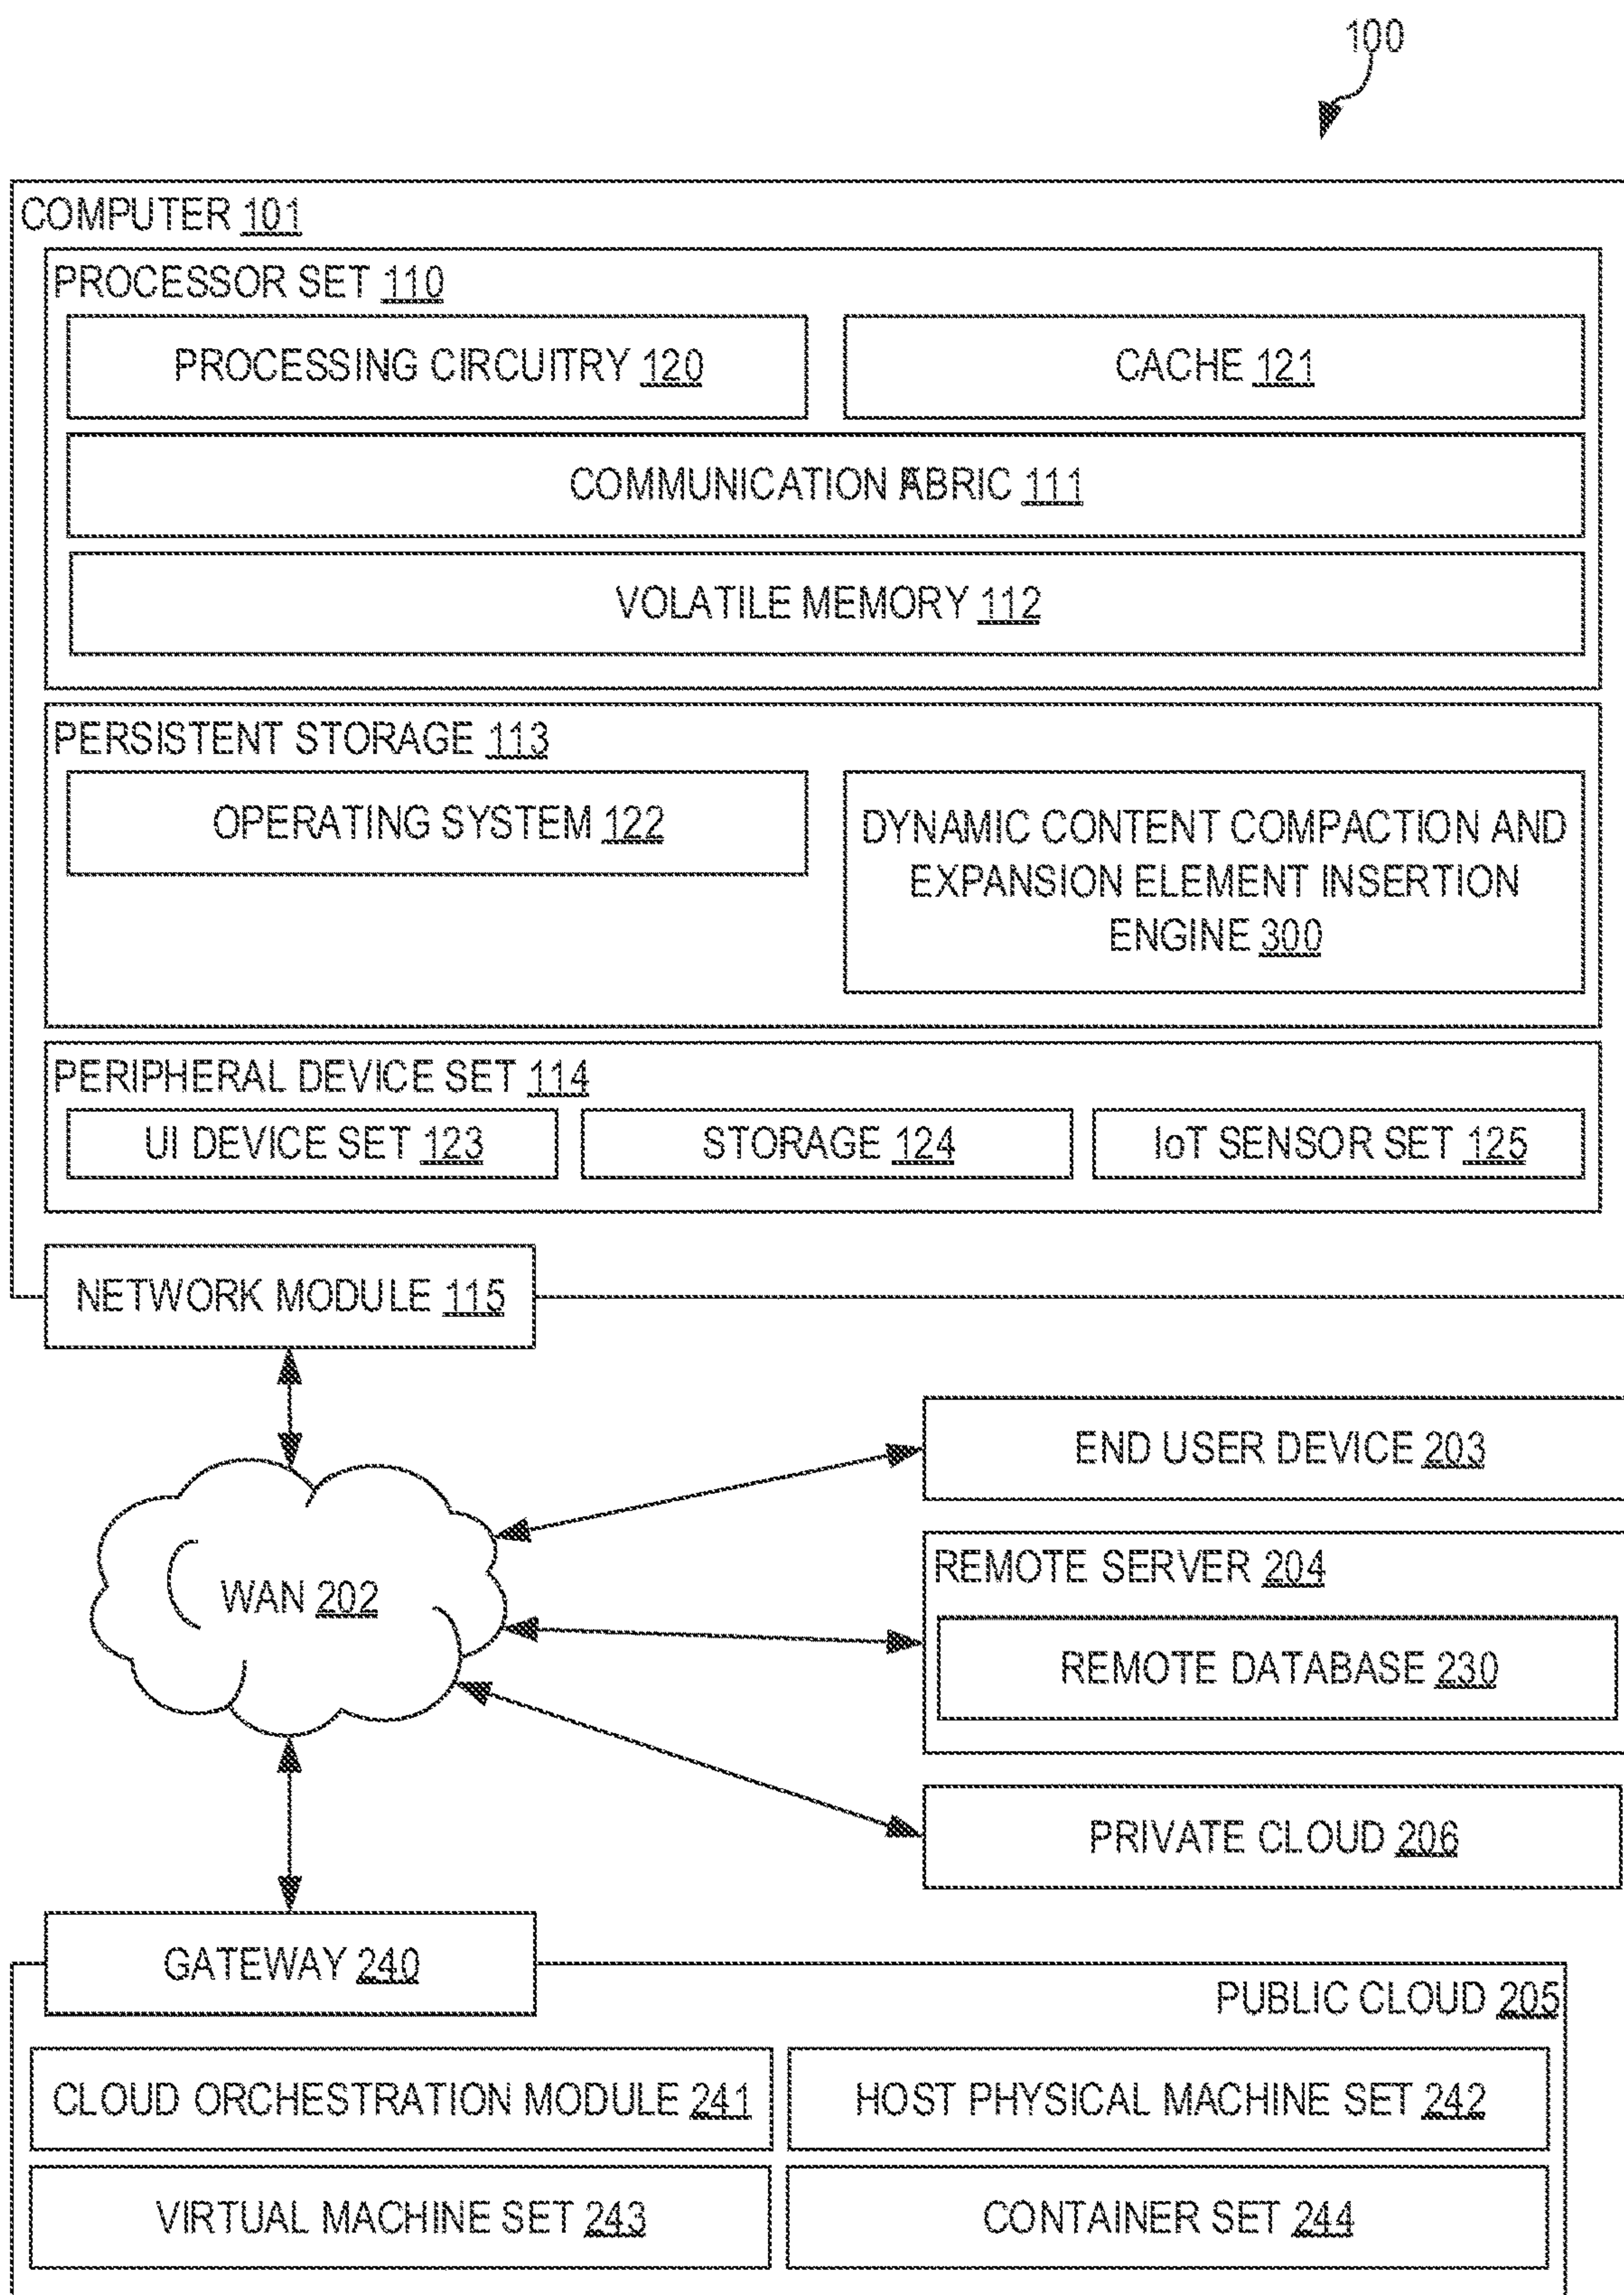 100
COMPUTER 101
PROCESSOR SET 110
PROCESSING CIRCUITRY 120
CACHE 121
COMMUNICATION FABRIC 111
VOLATILE MEMORY 112
PERSISTENT STORAGE 113
OPERATING SYSTEM 122
DYNAMIC CONTENT COMPACTION AND
EXPANSION ELEMENT INSERTION
ENGINE 300
PERIPHERAL DEVICE SET 114
UI DEVICE SET 123
STORAGE 124
IoT SENSOR SET 125
NETWORK MODULE 115
END USER DEVICE 203
REMOTE SERVER 204
WAN 202
REMOTE DATABASE 230
PRIVATE CLOUD 206
GATEWAY 240
PUBLIC CLOUD 205
CLOUD ORCHESTRATION MODULE 241
HOST PHYSICAL MACHINE SET 242
VIRTUAL MACHINE SET 243
CONTAINER SET 244